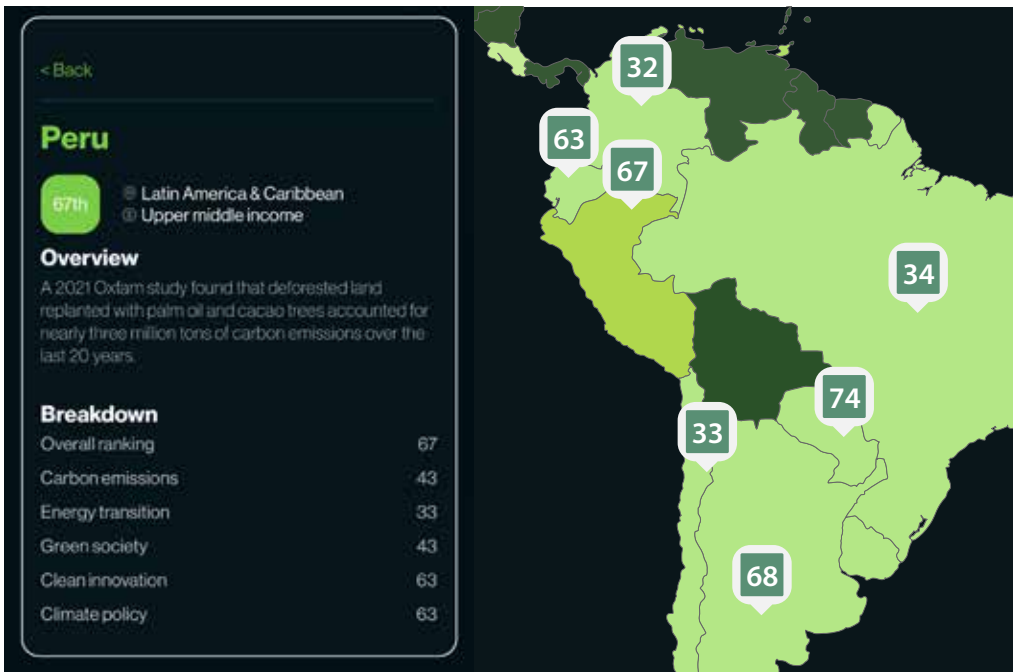 < Back
Peru
67th
Latin America & Caribbean
Upper middle income
Overview
A 2021 Oxfam study found that deforested land
replanted with palm oil and cacao trees accounted for
nearly three million tons of carbon emissions over the
last 20 years.
Breakdown
Overall ranking 67
Carbon emissions 43
Energy transition 33
Green society 43
Clean innovation 63
Climate policy 63
32
63
67
34
74
33
68